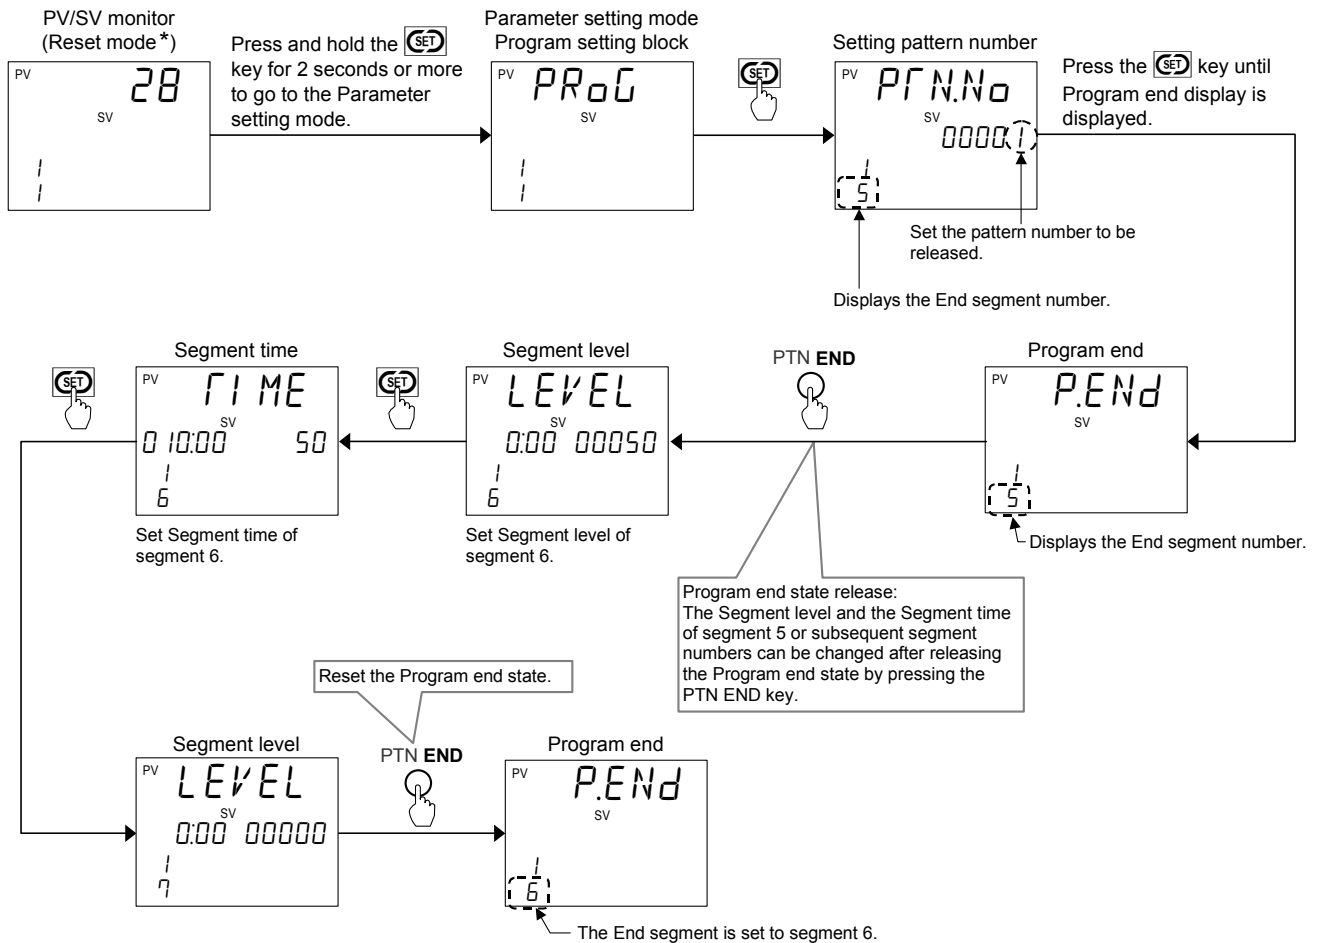 PV/SV monitor
(Reset mode*)
PV
28
SV
1
1
Press and hold the SET
key for 2 seconds or more
to go to the Parameter
setting mode.
Parameter setting mode
Program setting block
PV
PRoG
SV
1
1
SET
Setting pattern number
PV
PTN.No
SV
00001
1
5
Set the pattern number to be
released.
Displays the End segment number.
Press the SET key until
Program end display is
displayed.
Program end
PV
P.ENd
SV
1
5
Displays the End segment number.
PTN END
Program end state release:
The Segment level and the Segment time
of segment 5 or subsequent segment
numbers can be changed after releasing
the Program end state by pressing the
PTN END key.
Segment level
PV
LEVEL
SV
0:00 00050
1
6
Set Segment level of
segment 6.
SET
Segment time
PV
TIME
SV
010:00 50
1
6
Set Segment time of
segment 6.
SET
Segment level
PV
LEVEL
SV
0:00 00000
1
7
Reset the Program end state.
PTN END
Program end
PV
P.ENd
SV
1
6
The End segment is set to segment 6.